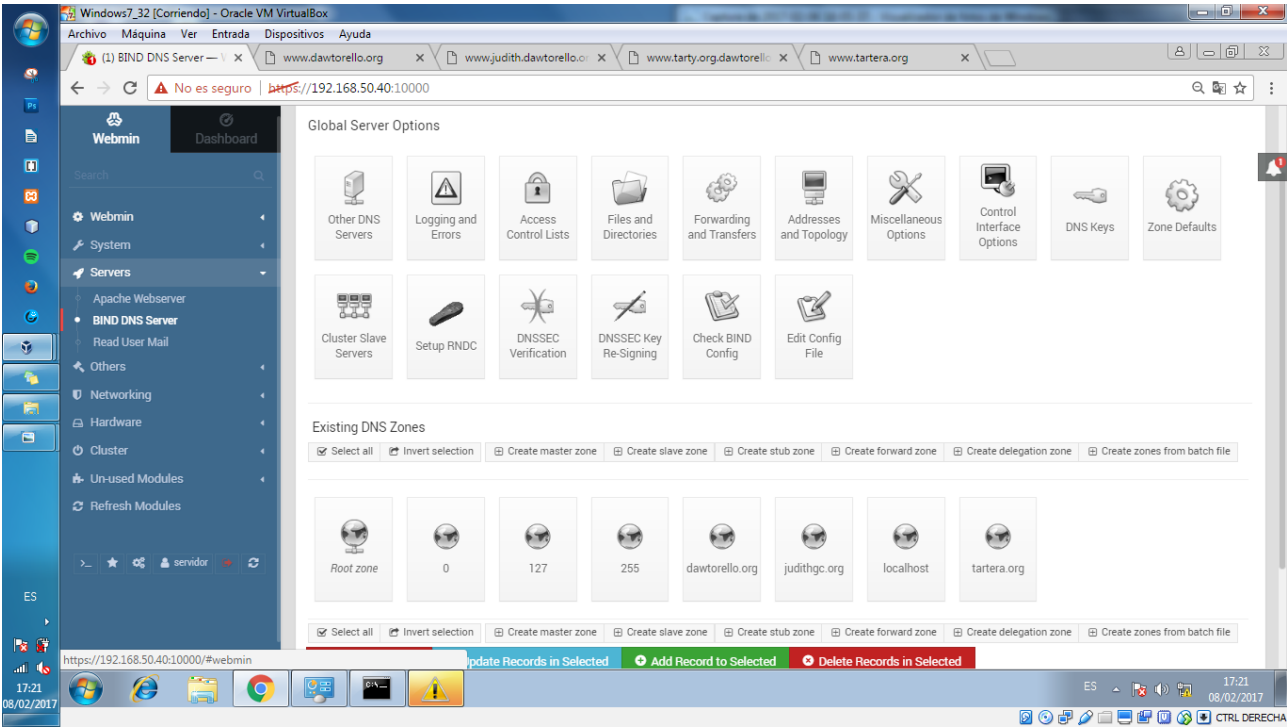 Windows7_32 [Corriendo] - Oracle VM VirtualBox
Archivo Máquina Ver Entrada Dispositivos Ayuda
(1) BIND DNS Server — www.dawtorello.org www.judith.dawtorello.o www.tarty.org.dawtorello www.tartera.org
No es seguro https://192.168.50.40:10000
Webmin Dashboard
Search
Webmin
System
Servers
Apache Webserver
BIND DNS Server
Read User Mail
Others
Networking
Hardware
Cluster
Un-used Modules
Refresh Modules
servidor
Global Server Options
Other DNS Servers
Logging and Errors
Access Control Lists
Files and Directories
Forwarding and Transfers
Addresses and Topology
Miscellaneous Options
Control Interface Options
DNS Keys
Zone Defaults
Cluster Slave Servers
Setup RNDC
DNSSEC Verification
DNSSEC Key Re-Signing
Check BIND Config
Edit Config File
Existing DNS Zones
Select all Invert selection Create master zone Create slave zone Create stub zone Create forward zone Create delegation zone Create zones from batch file
Root zone 0 127 255 dawtorello.org judithgc.org localhost tartera.org
Select all Invert selection Create master zone Create slave zone Create stub zone Create forward zone Create delegation zone Create zones from batch file
Update Records in Selected Add Record to Selected Delete Records in Selected
https://192.168.50.40:10000/#webmin
ES
17:21
08/02/2017
ES
17:21
08/02/2017
CTRL DERECHA